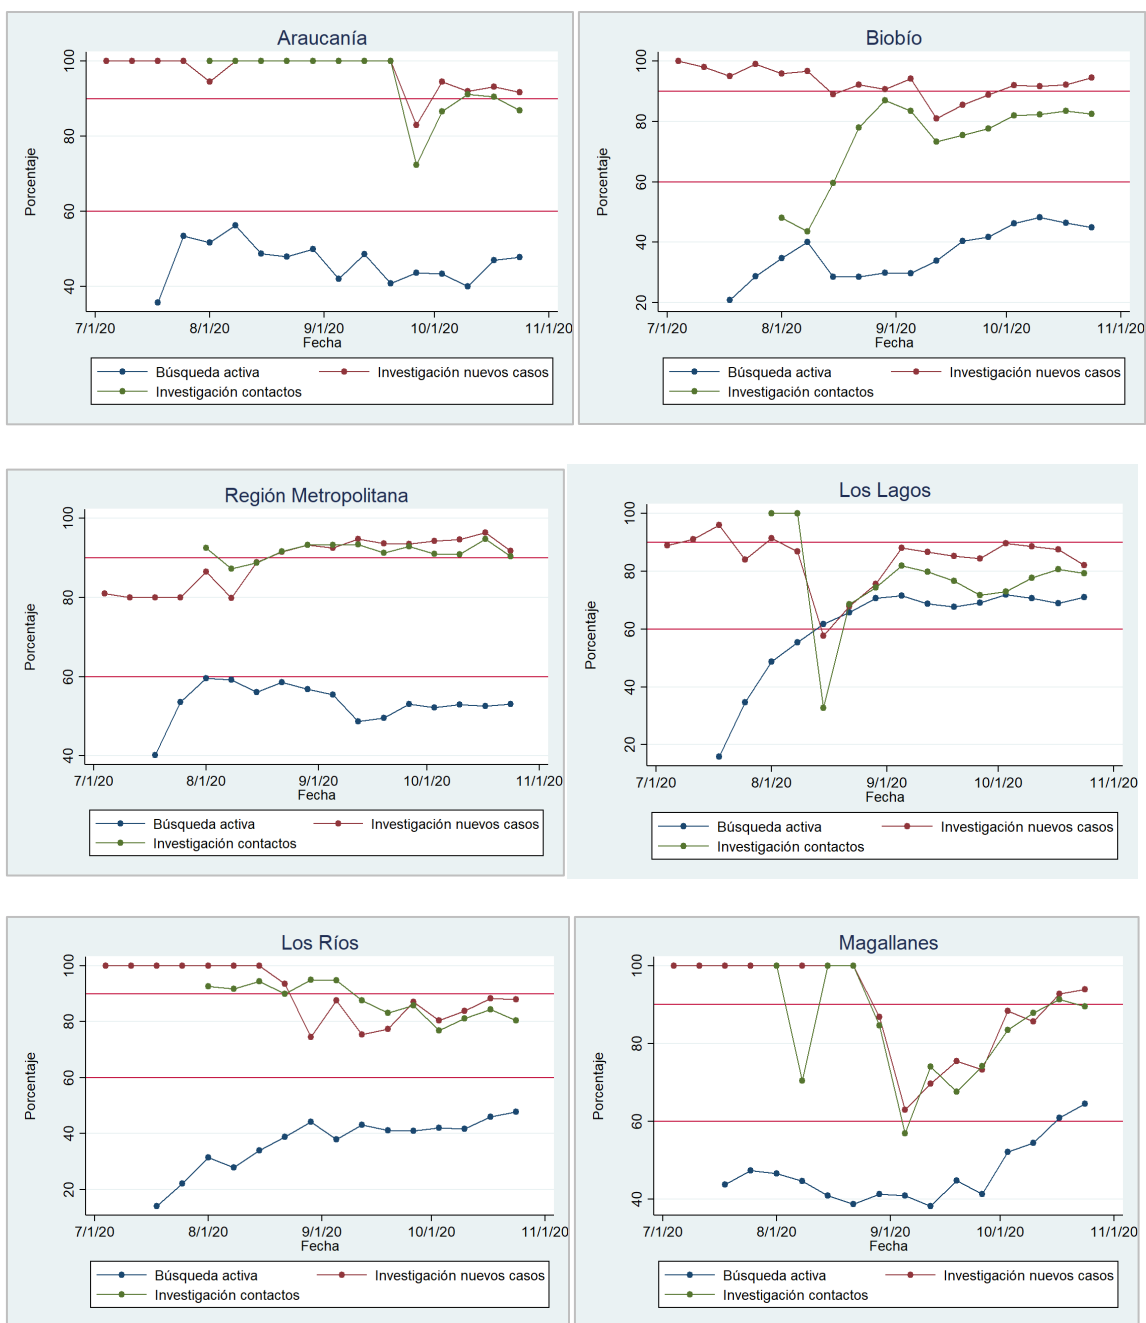 Araucanía
Porcentaje
100
80
60
40
7/1/20 8/1/20 9/1/20 10/1/20 11/1/20
Fecha
Búsqueda activa Investigación nuevos casos
Investigación contactos
Biobío
Porcentaje
100
80
60
40
20
7/1/20 8/1/20 9/1/20 10/1/20 11/1/20
Fecha
Búsqueda activa Investigación nuevos casos
Investigación contactos
Región Metropolitana
Porcentaje
100
80
60
40
7/1/20 8/1/20 9/1/20 10/1/20 11/1/20
Fecha
Búsqueda activa Investigación nuevos casos
Investigación contactos
Los Lagos
Porcentaje
100
80
60
40
20
7/1/20 8/1/20 9/1/20 10/1/20 11/1/20
Fecha
Búsqueda activa Investigación nuevos casos
Investigación contactos
Los Ríos
Porcentaje
100
80
60
40
20
7/1/20 8/1/20 9/1/20 10/1/20 11/1/20
Fecha
Búsqueda activa Investigación nuevos casos
Investigación contactos
Magallanes
Porcentaje
100
80
60
40
7/1/20 8/1/20 9/1/20 10/1/20 11/1/20
Fecha
Búsqueda activa Investigación nuevos casos
Investigación contactos